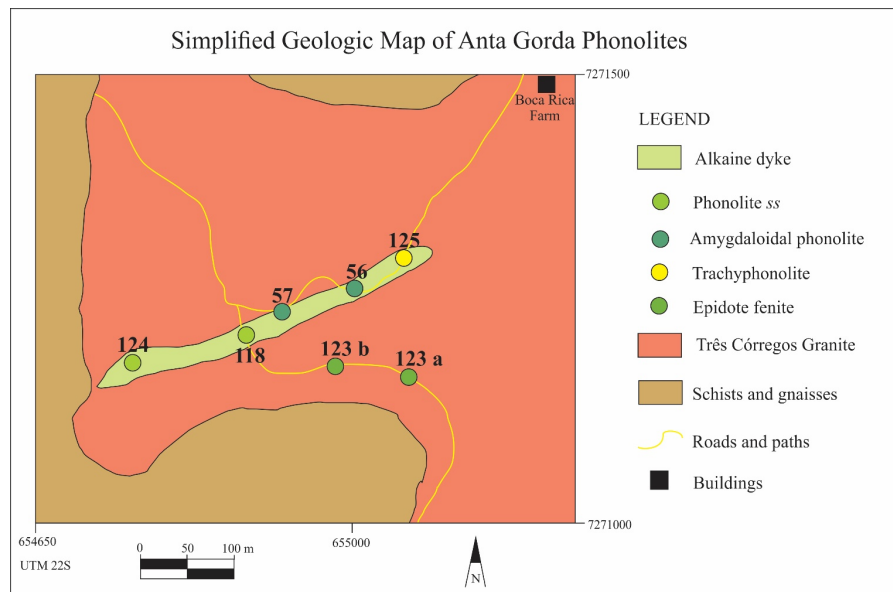 Simplified Geologic Map of Anta Gorda Phonolites
7271500
Boca Rica
Farm
LEGEND
Alkaine dyke
Phonolite ss
Amygdaloidal phonolite
Trachyphonolite
Epidote fenite
Três Córregos Granite
Schists and gnaisses
Roads and paths
Buildings
125
56
57
124
118
123 b
123 a
7271000
654650
655000
UTM 22S
0
50
100 m
N